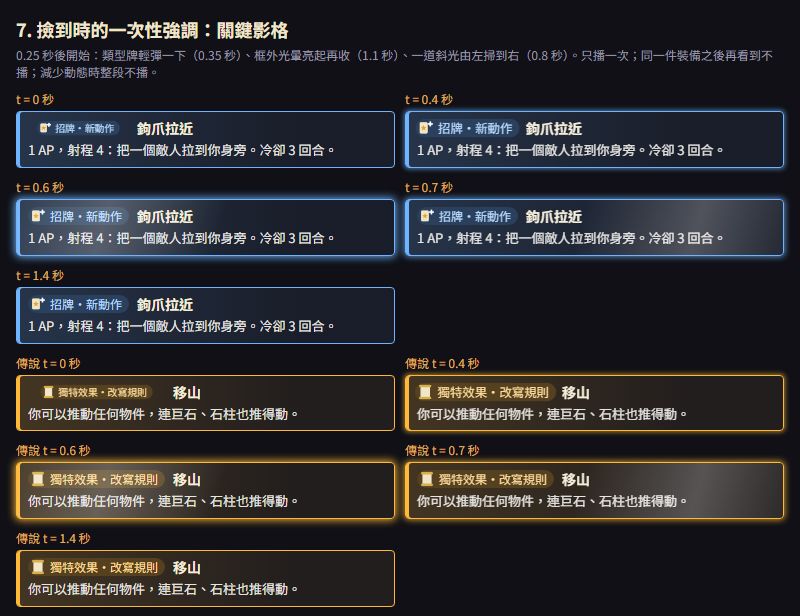 7. 撿到時的一次性強調：關鍵影格
0.25 秒後開始：類型牌輕彈一下（0.35 秒）、框外光暈亮起再收（1.1 秒）、一道斜光由左掃到右（0.8 秒）。只播一次；同一件裝備之後再看到不
播；減少動態時整段不播。
t = 0 秒
招牌・新動作 鉤爪拉近
1 AP，射程 4：把一個敵人拉到你身旁。冷卻 3 回合。
t = 0.4 秒
招牌・新動作 鉤爪拉近
1 AP，射程 4：把一個敵人拉到你身旁。冷卻 3 回合。
t = 0.6 秒
招牌・新動作 鉤爪拉近
1 AP，射程 4：把一個敵人拉到你身旁。冷卻 3 回合。
t = 0.7 秒
招牌・新動作 鉤爪拉近
1 AP，射程 4：把一個敵人拉到你身旁。冷卻 3 回合。
t = 1.4 秒
招牌・新動作 鉤爪拉近
1 AP，射程 4：把一個敵人拉到你身旁。冷卻 3 回合。
傳說 t = 0 秒
獨特效果・改寫規則 移山
你可以推動任何物件，連巨石、石柱也推得動。
傳說 t = 0.4 秒
獨特效果・改寫規則 移山
你可以推動任何物件，連巨石、石柱也推得動。
傳說 t = 0.6 秒
獨特效果・改寫規則 移山
你可以推動任何物件，連巨石、石柱也推得動。
傳說 t = 0.7 秒
獨特效果・改寫規則 移山
你可以推動任何物件，連巨石、石柱也推得動。
傳說 t = 1.4 秒
獨特效果・改寫規則 移山
你可以推動任何物件，連巨石、石柱也推得動。